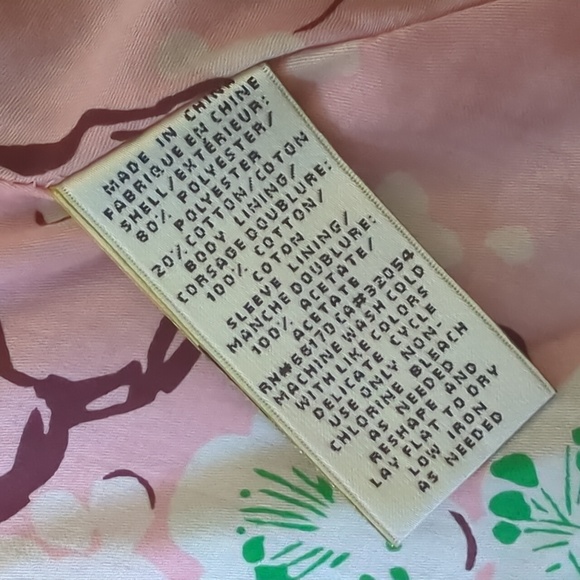 MADE IN CHINA
FABRIQUE EN CHINE
SHELL/EXTÉRIEUR:
80% POLYESTER/
POLYESTER
20% COTTON/COTON
BODY LINING/
CORSAGE DOUBLURE:
100% COTTON/
COTON
SLEEVE LINING/
MANCHE DOUBLURE:
100% ACETATE/
ACETATE
RN#66170 CA#32054
MACHINE WASH COLD
WITH LIKE COLORS
DELICATE CYCLE
USE ONLY NON-
CHLORINE BLEACH
AS NEEDED
RESHAPE AND
LAY FLAT TO DRY
LOW IRON
AS NEEDED